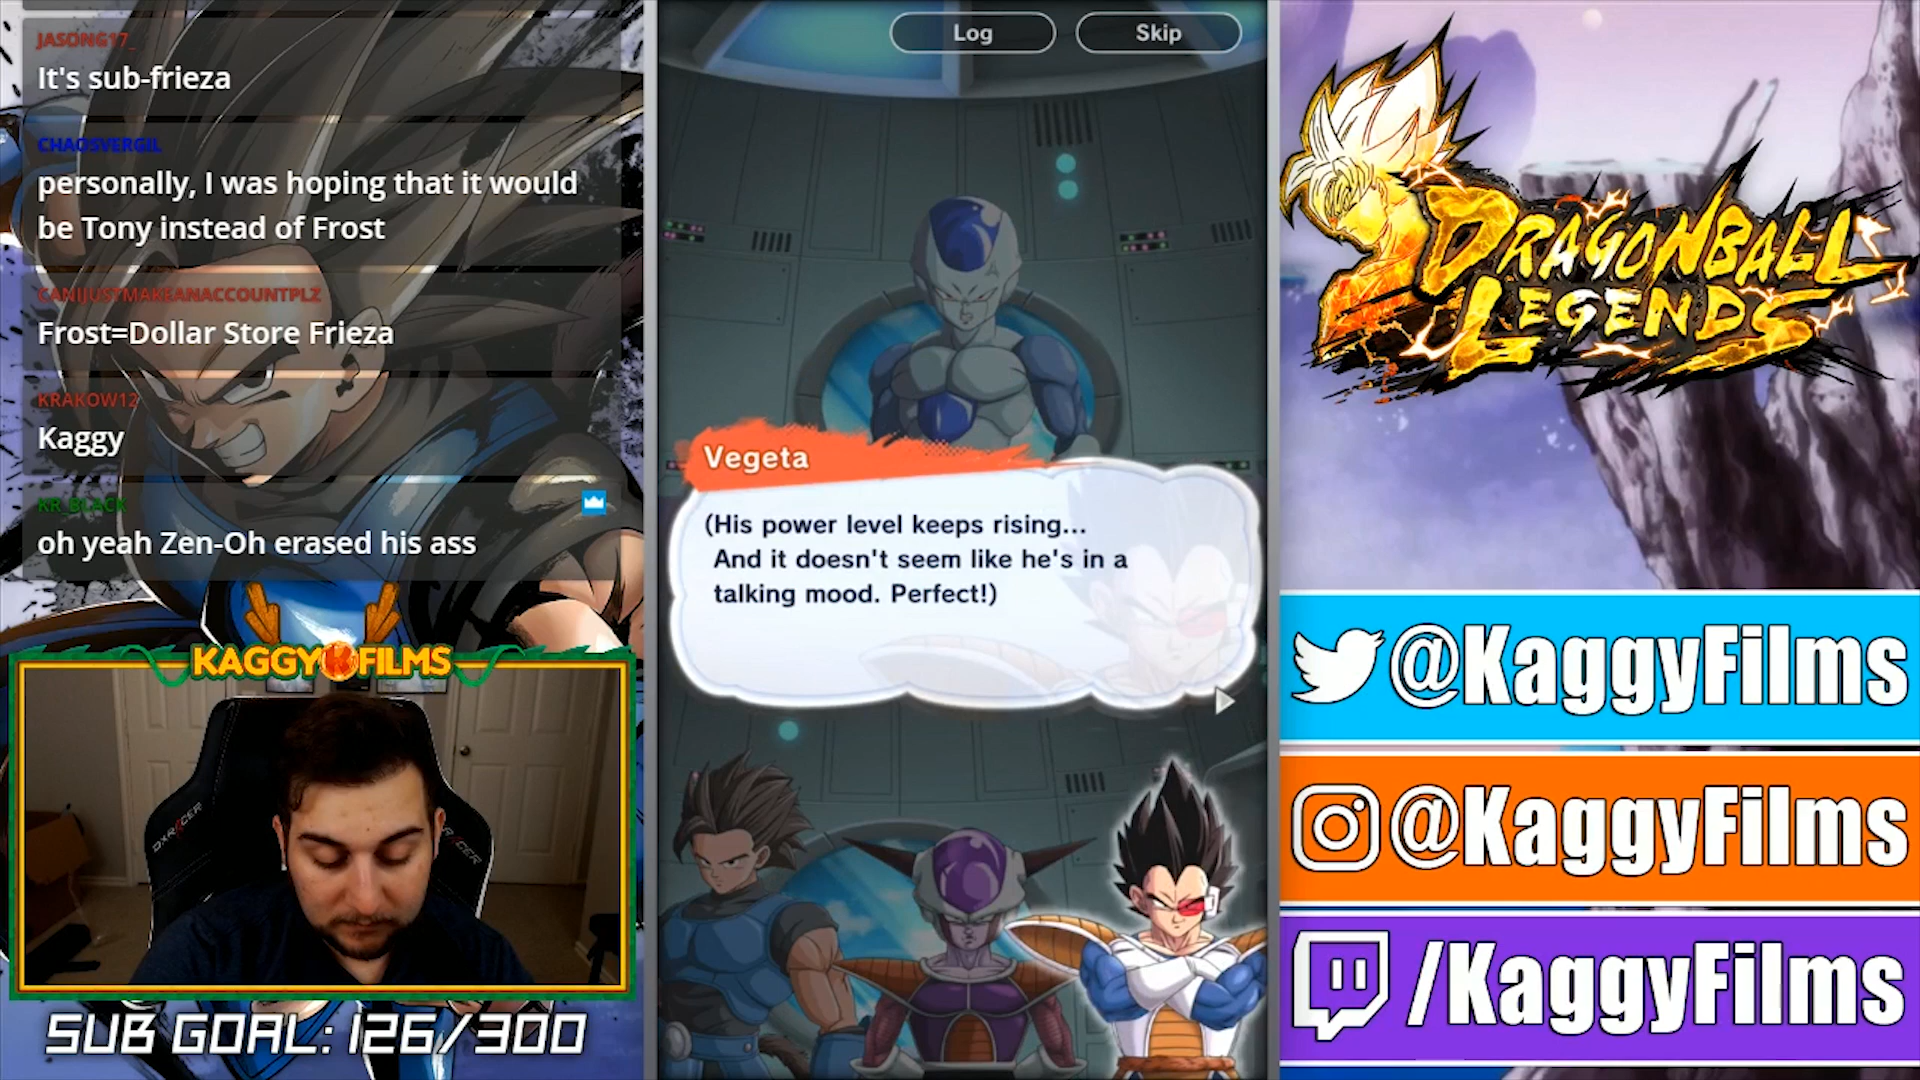 JASONG17_
It's sub-frieza
CHAOSVERGIL
personally, I was hoping that it would
be Tony instead of Frost
CANIJUSTMAKEANACCOUNTPLZ
Frost=Dollar Store Frieza
KRAKOW12
Kaggy
KR_BLACK
oh yeah Zen-Oh erased his ass
KAGGY FILMS
DXRACER
SUB GOAL: 126/300
Log
Skip
Vegeta
(His power level keeps rising...
And it doesn't seem like he's in a
talking mood. Perfect!)
DRAGONBALL
LEGENDS
@KaggyFilms
@KaggyFilms
/KaggyFilms